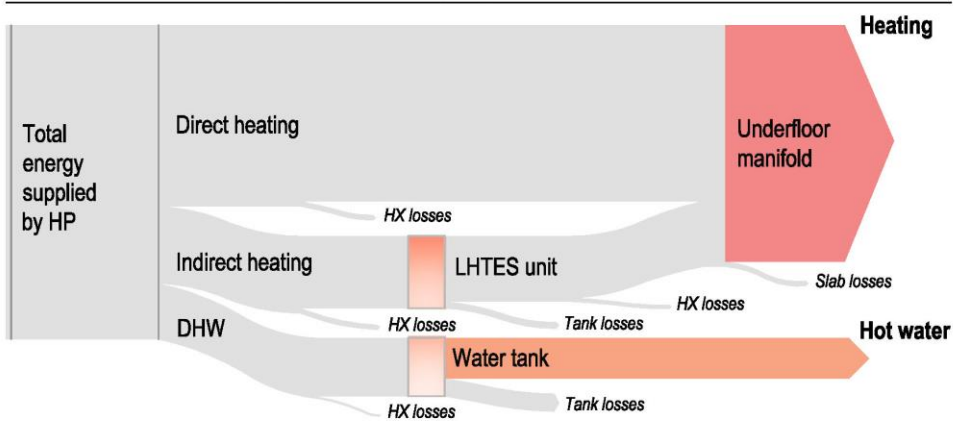 Heating
Total
energy
supplied
by HP
Direct heating
Underfloor
manifold
HX losses
Indirect heating
LHTES unit
Slab losses
HX losses
DHW
HX losses
Tank losses
Hot water
Water tank
HX losses
Tank losses